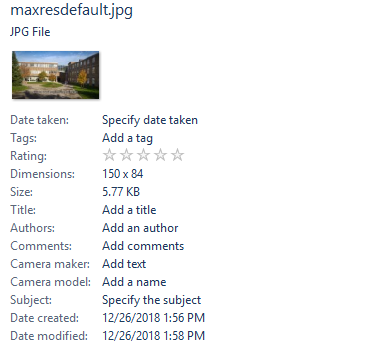 maxresdefault.jpg
JPG File
Date taken: Specify date taken
Tags: Add a tag
Rating:
Dimensions: 150 x 84
Size: 5.77 KB
Title: Add a title
Authors: Add an author
Comments: Add comments
Camera maker: Add text
Camera model: Add a name
Subject: Specify the subject
Date created: 12/26/2018 1:56 PM
Date modified: 12/26/2018 1:58 PM